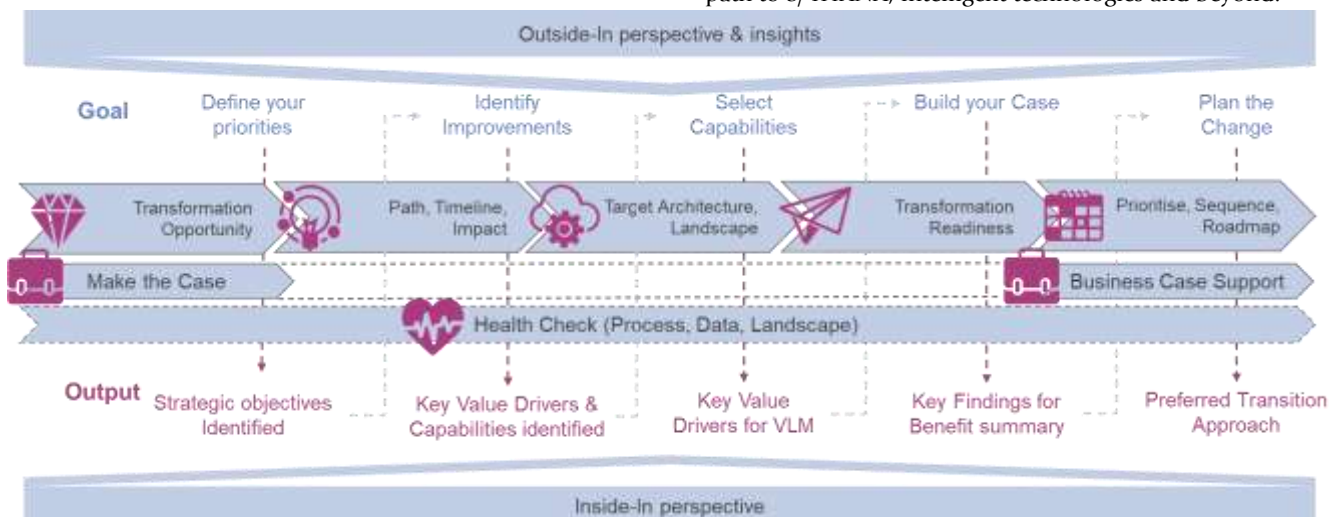 Outside-In perspective & insights
Goal
Define your
priorities
Identify
Improvements
Select
Capabilities
Build your Case
Plan the
Change
Transformation
Opportunity
Path, Timeline,
Impact
Target Architecture,
Landscape
Transformation
Readiness
Prioritise, Sequence,
Roadmap
Make the Case
Business Case Support
Health Check (Process, Data, Landscape)
Output
Strategic objectives
Identified
Key Value Drivers &
Capabilities identified
Key Value
Drivers for VLM
Key Findings for
Benefit summary
Preferred Transition
Approach
Inside-In perspective